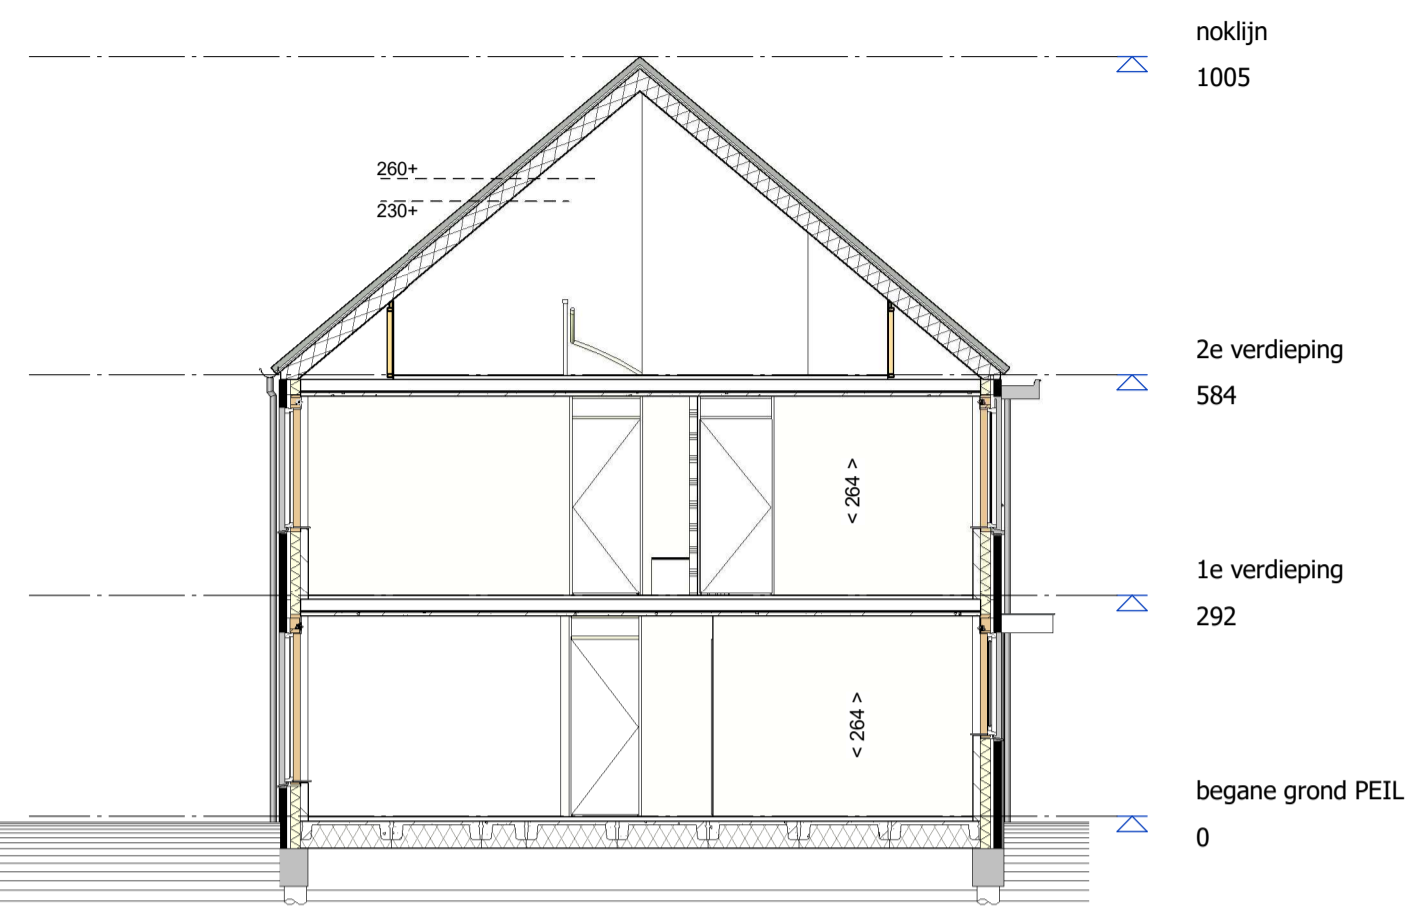 noklijn
1005
260+
230+
2e verdieping
584
< 264 >
1e verdieping
292
< 264 >
begane grond PEIL
0